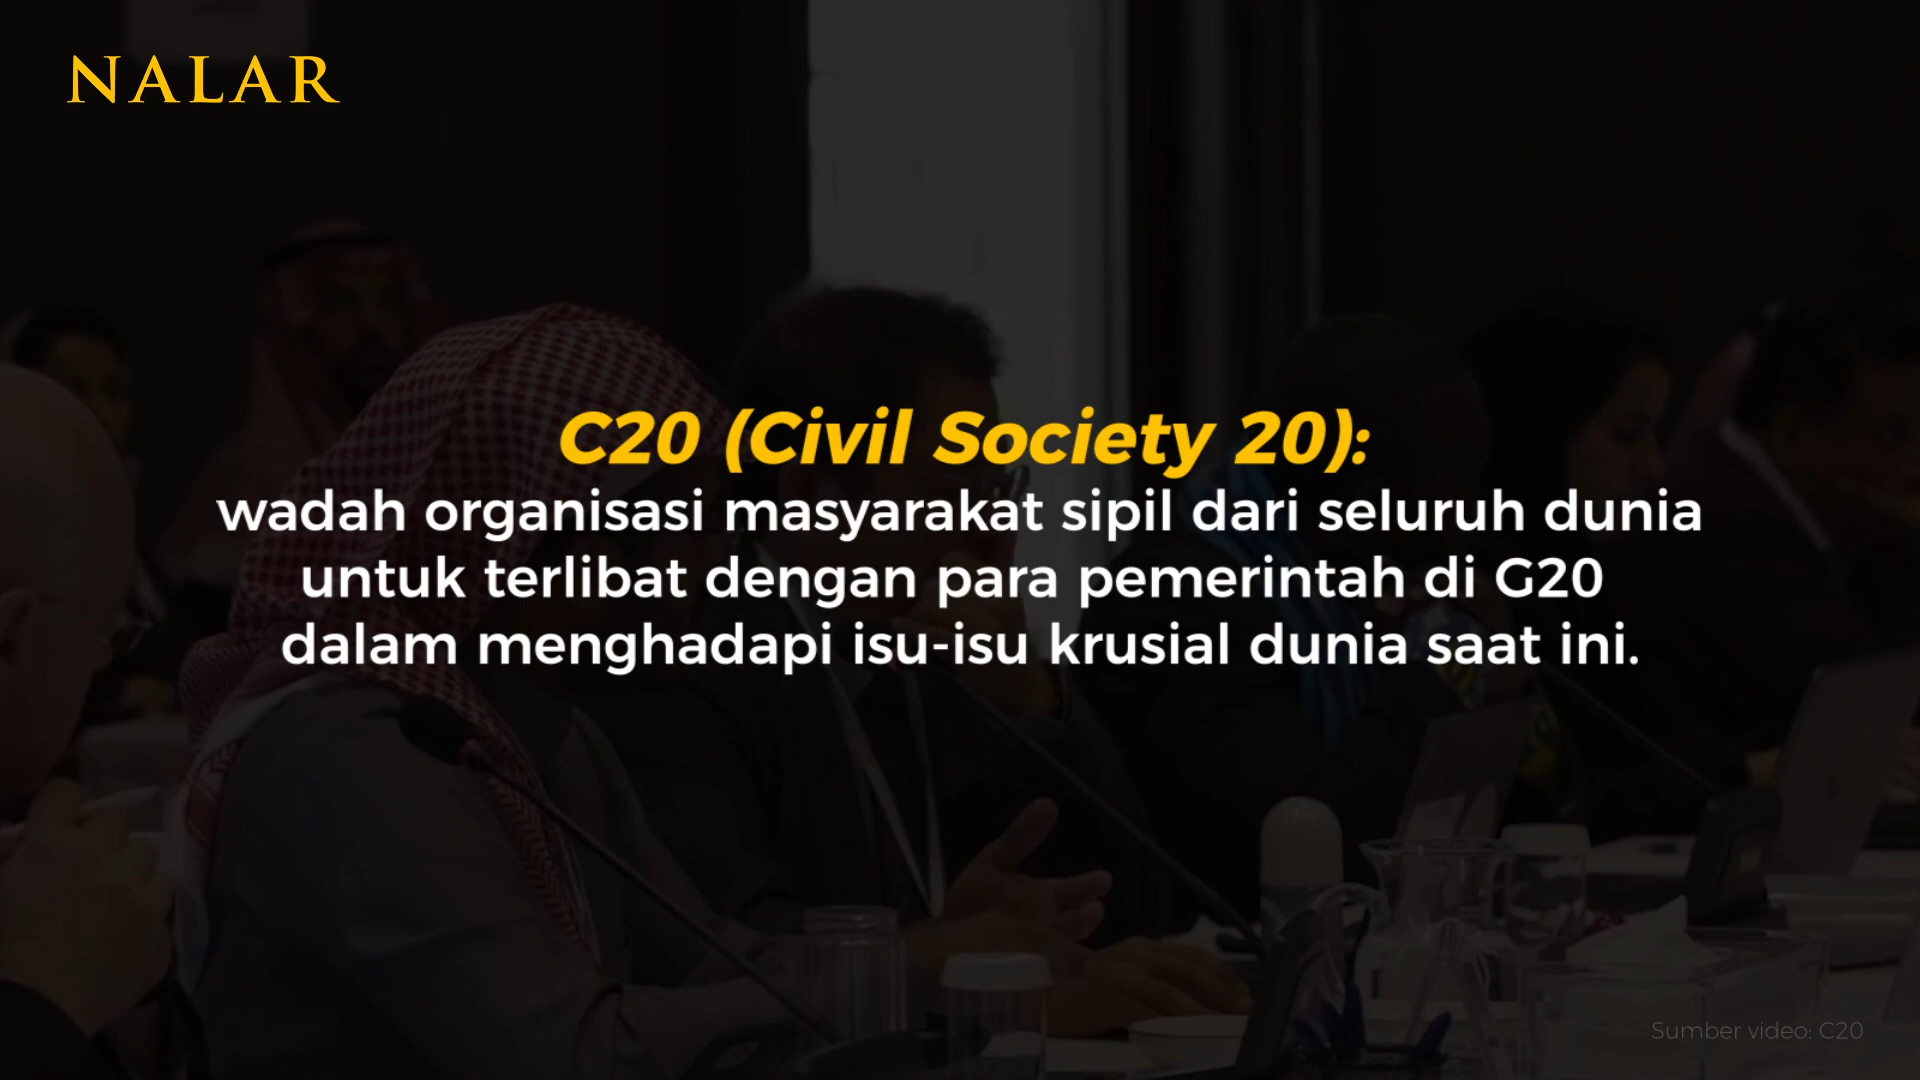 NALAR
C20 (Civil Society 20):
wadah organisasi masyarakat sipil dari seluruh dunia
untuk terlibat dengan para pemerintah di G20
dalam menghadapi isu-isu krusial dunia saat ini.
Sumber video: C20